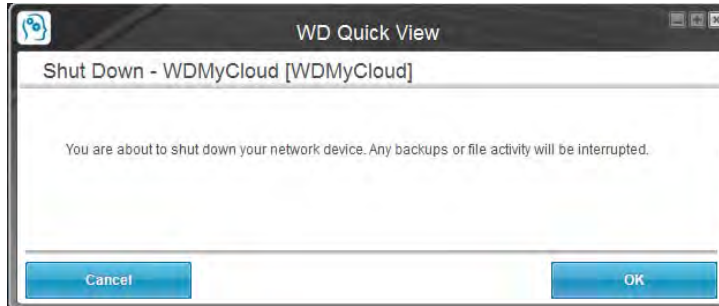 WD Quick View
Shut Down - WDMyCloud [WDMyCloud]
You are about to shut down your network device. Any backups or file activity will be interrupted.
Cancel
OK